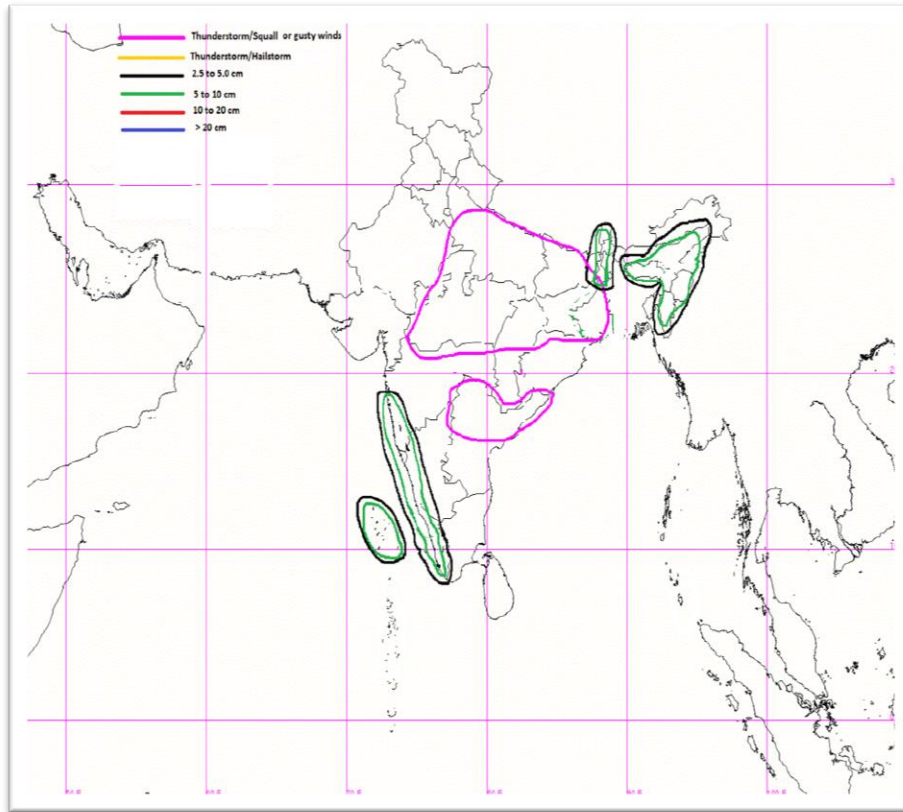 Thunderstorm/Squall or gusty winds
Thunderstorm/Hailstorm
2.5 to 5.0 cm
5 to 10 cm
10 to 20 cm
> 20 cm